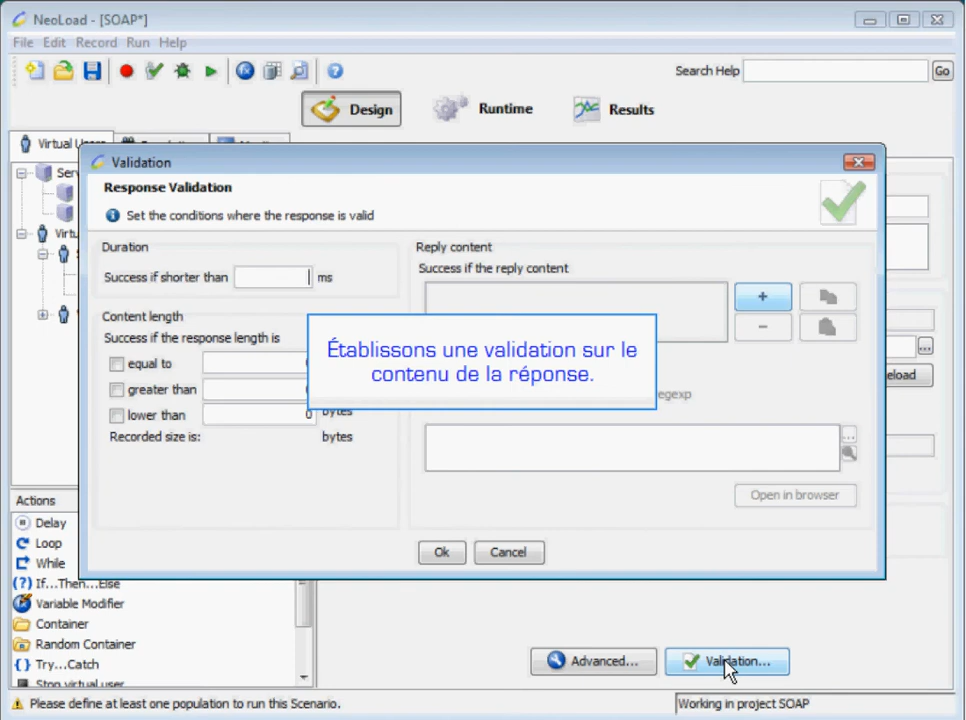 NeoLoad - [SOAP*]
File Edit Record Run Help
Search Help
Go
Design
Runtime
Results
Virtual
Validation
Response Validation
Set the conditions where the response is valid
Duration
Success if shorter than ms
Content length
Success if the response length is
equal to
greater than
lower than 0 bytes
Recorded size is: bytes
Reply content
Success if the reply content
+
-
Établissons une validation sur le
contenu de la réponse.
regexp
...
Open in browser
Ok
Cancel
...
Actions
Delay
Loop
While
If...Then...Else
Variable Modifier
Container
Random Container
Try...Catch
Stop virtual user
Advanced...
Validation...
Please define at least one population to run this Scenario.
Working in project SOAP